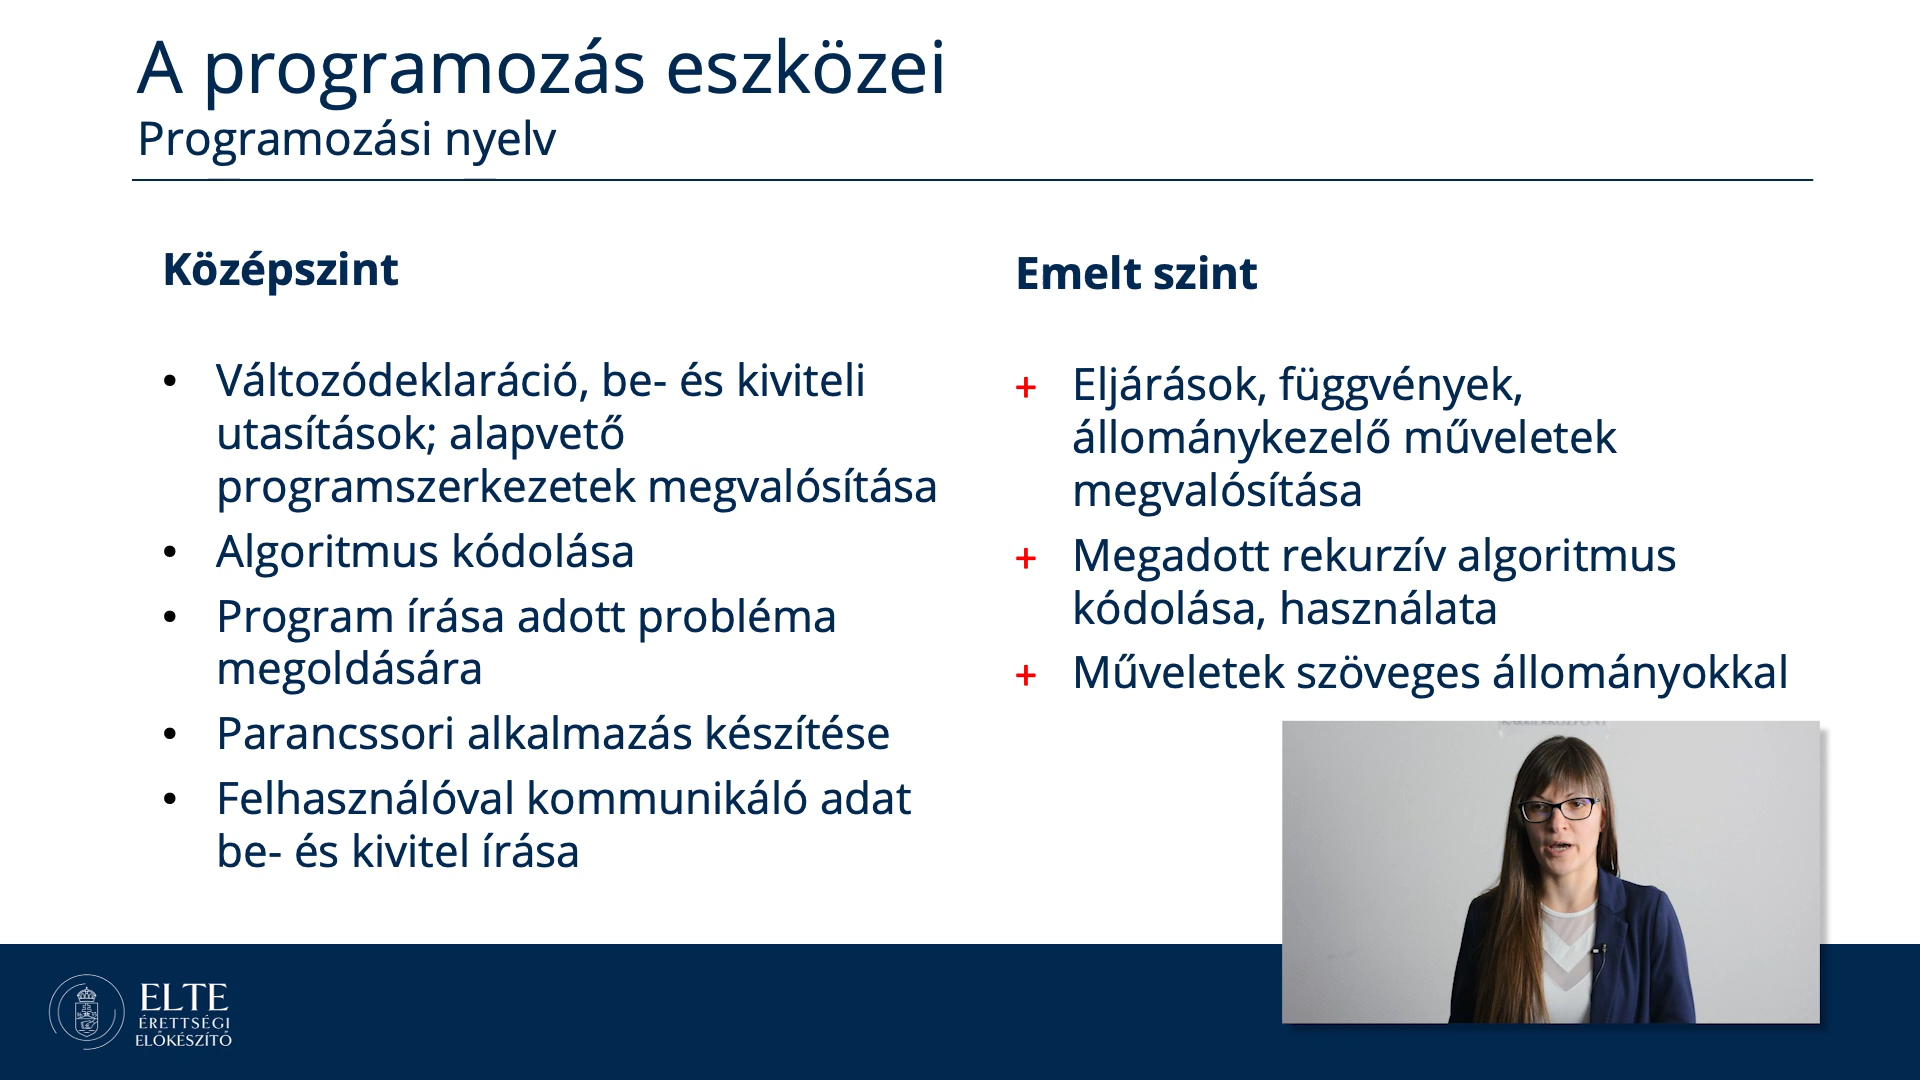 A programozás eszközei
Programozási nyelv
Középszint
• Változódeklaráció, be- és kiviteli
utasítások; alapvető
programszerkezetek megvalósítása
• Algoritmus kódolása
• Program írása adott probléma
megoldására
• Parancssori alkalmazás készítése
• Felhasználóval kommunikáló adat
be- és kivitel írása
Emelt szint
+ Eljárások, függvények,
állománykezelő műveletek
megvalósítása
+ Megadott rekurzív algoritmus
kódolása, használata
+ Műveletek szöveges állományokkal
ELTE
ÉRETTSÉGI
ELŐKÉSZÍTŐ